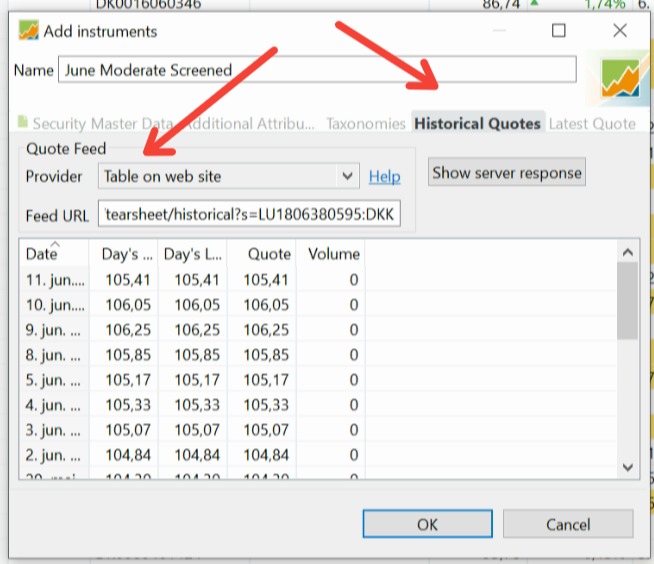 DK0016060346 86,74 1,74% 6.
Add instruments
Name June Moderate Screened
Security Master Data Additional Attribu... Taxonomies Historical Quotes Latest Quote
Quote Feed
Provider Table on web site Help Show server response
Feed URL tearsheet/historical?s=LU1806380595:DKK
Date Day's ... Day's L... Quote Volume
11. jun.... 105,41 105,41 105,41 0
10. jun.... 106,05 106,05 106,05 0
9. jun. ... 106,25 106,25 106,25 0
8. jun. ... 105,85 105,85 105,85 0
5. jun. ... 105,17 105,17 105,17 0
4. jun. ... 105,33 105,33 105,33 0
3. jun. ... 105,07 105,07 105,07 0
2. jun. ... 104,84 104,84 104,84 0
OK Cancel